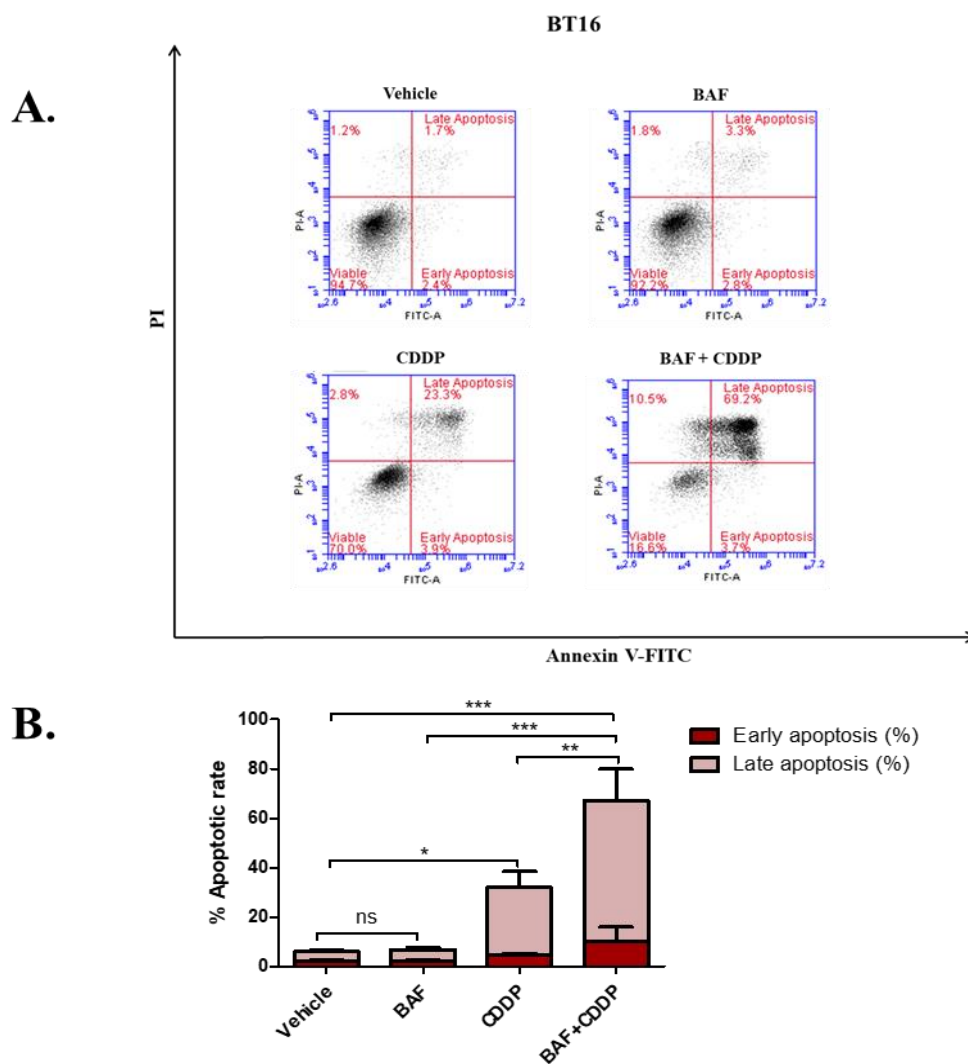 BT16
A.
Vehicle
BAF
1.2%
Late Apoptosis
1.7%
Viable
94.7%
Early Apoptosis
2.4%
PI-A
FITC-A
1.8%
Late Apoptosis
3.3%
Viable
92.2%
Early Apoptosis
2.8%
PI-A
FITC-A
PI
CDDP
BAF + CDDP
2.8%
Late Apoptosis
23.3%
Viable
70.0%
Early Apoptosis
3.9%
PI-A
FITC-A
10.5%
Late Apoptosis
69.2%
Viable
16.6%
Early Apoptosis
3.7%
PI-A
FITC-A
Annexin V-FITC
B.
% Apoptotic rate
100
80
60
40
20
0
***
***
**
*
ns
Early apoptosis (%)
Late apoptosis (%)
Vehicle
BAF
CDDP
BAF+CDDP